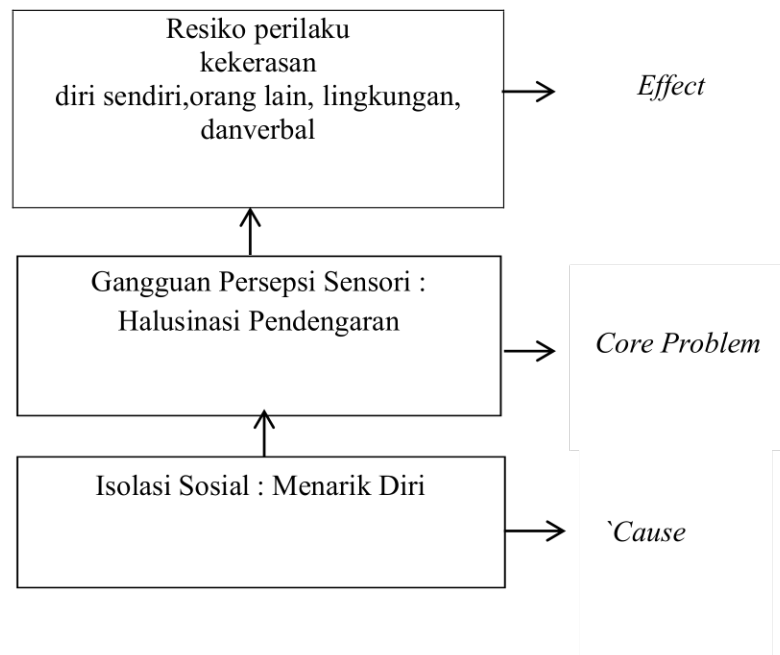 Resiko perilaku
kekerasan
diri sendiri,orang lain, lingkungan,
danverbal
Effect
Gangguan Persepsi Sensori :
Halusinasi Pendengaran
Core Problem
Isolasi Sosial : Menarik Diri
`Cause